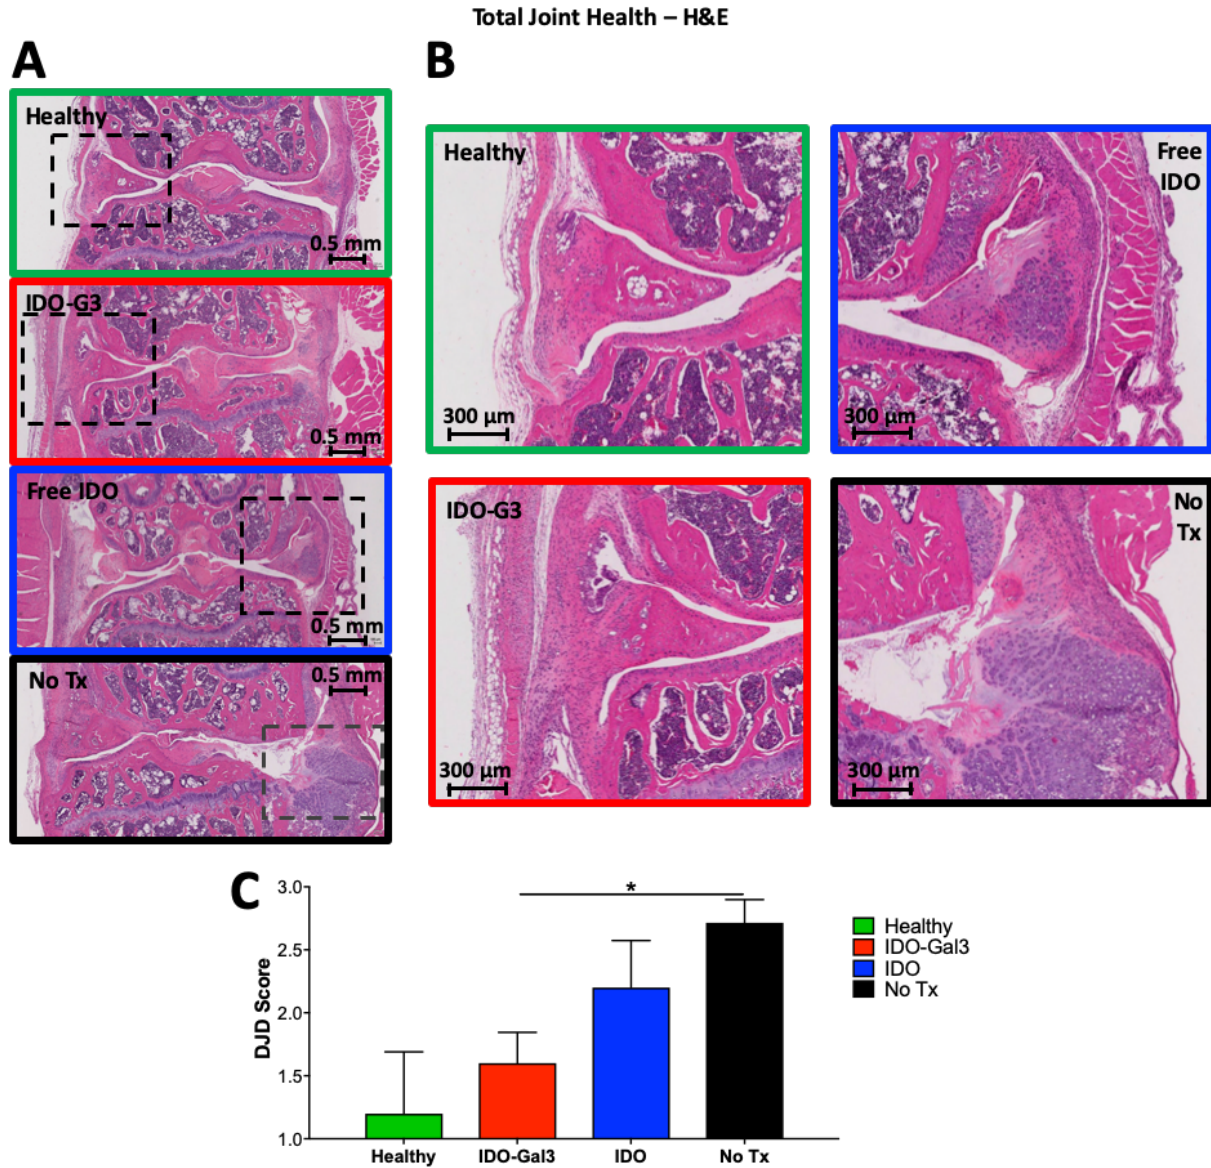 Total Joint Health – H&E
A
Healthy
0.5 mm
IDO-G3
0.5 mm
Free IDO
0.5 mm
No Tx
0.5 mm
B
Healthy
300 µm
Free
IDO
300 µm
IDO-G3
300 µm
No
Tx
300 µm
C
DJD Score
3.0
2.5
2.0
1.5
1.0
*
Healthy
IDO-Gal3
IDO
No Tx
Healthy
IDO-Gal3
IDO
No Tx